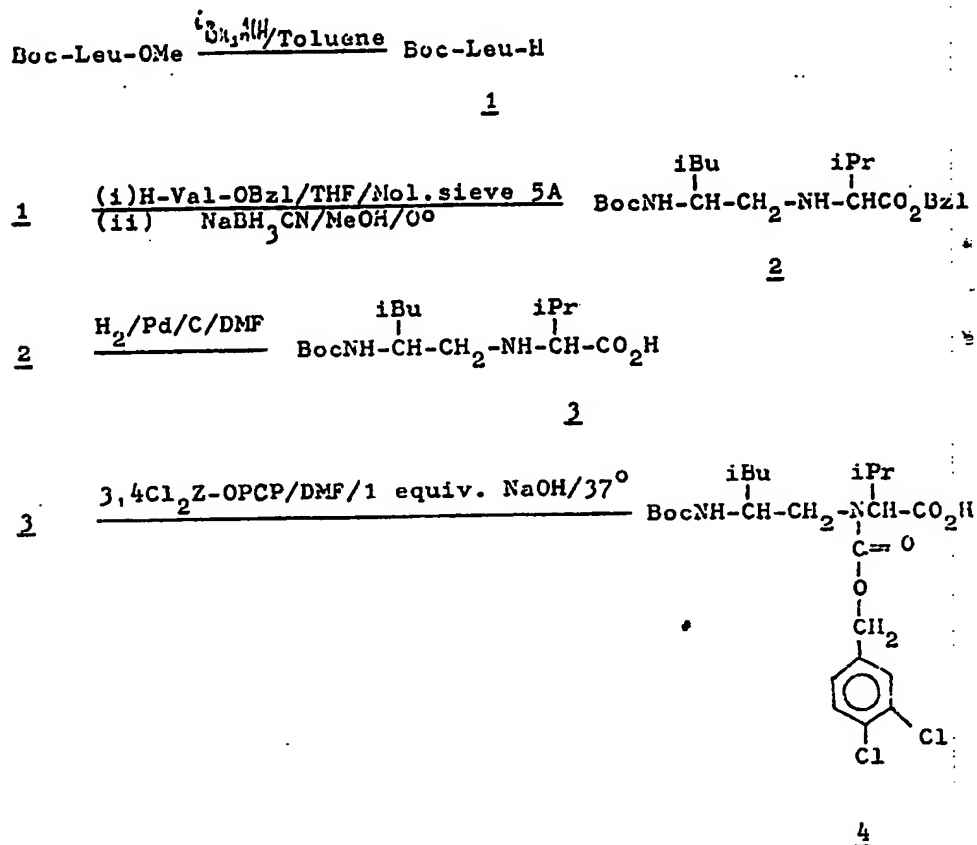 Boc-Leu-OMe /Toluene Boc-Leu-H
1
1 (i)H-Val-OBzl/THF/Mol.sieve 5A
(ii) NaBH3CN/MeOH/0°
iBu iPr
BocNH-CH-CH2-NH-CHCO2Bzl
2
2 H2/Pd/C/DMF
iBu iPr
BocNH-CH-CH2-NH-CH-CO2H
3
3 3,4Cl2Z-OPCP/DMF/1 equiv. NaOH/37°
iBu iPr
BocNH-CH-CH2-NCH-CO2H
C=O
O
CH2
Cl
Cl
4